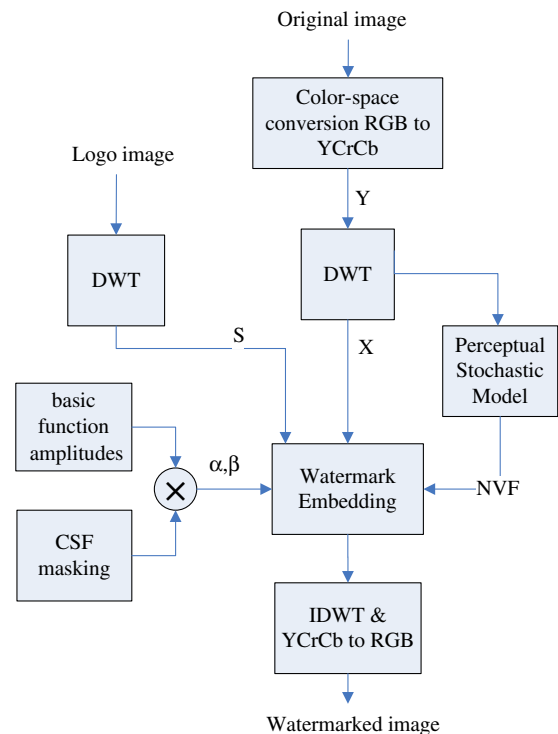 Original image
Color-space
conversion RGB to
YCrCb
Logo image
Y
DWT
DWT
S
X
Perceptual
Stochastic
Model
basic
function
amplitudes
α,β
×
Watermark
Embedding
NVF
CSF
masking
IDWT &
YCrCb to RGB
Watermarked image